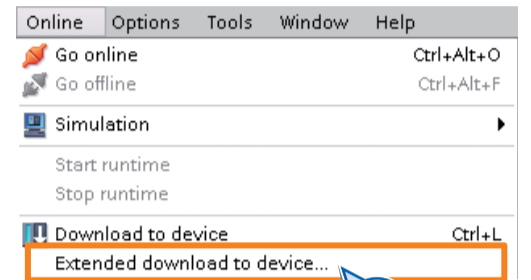 Online Options Tools Window Help
Go online Ctrl+Alt+O
Go offline Ctrl+Alt+F
Simulation
Start runtime
Stop runtime
Download to device Ctrl+L
Extended download to device...